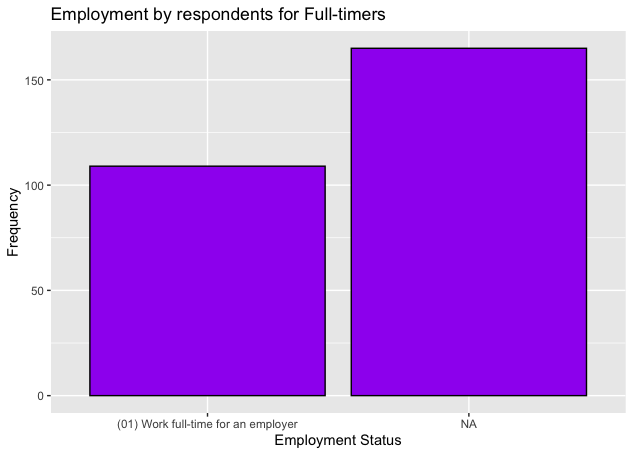 Employment by respondents for Full-timers
150
100
50
0
Frequency
(01) Work full-time for an employer
NA
Employment Status